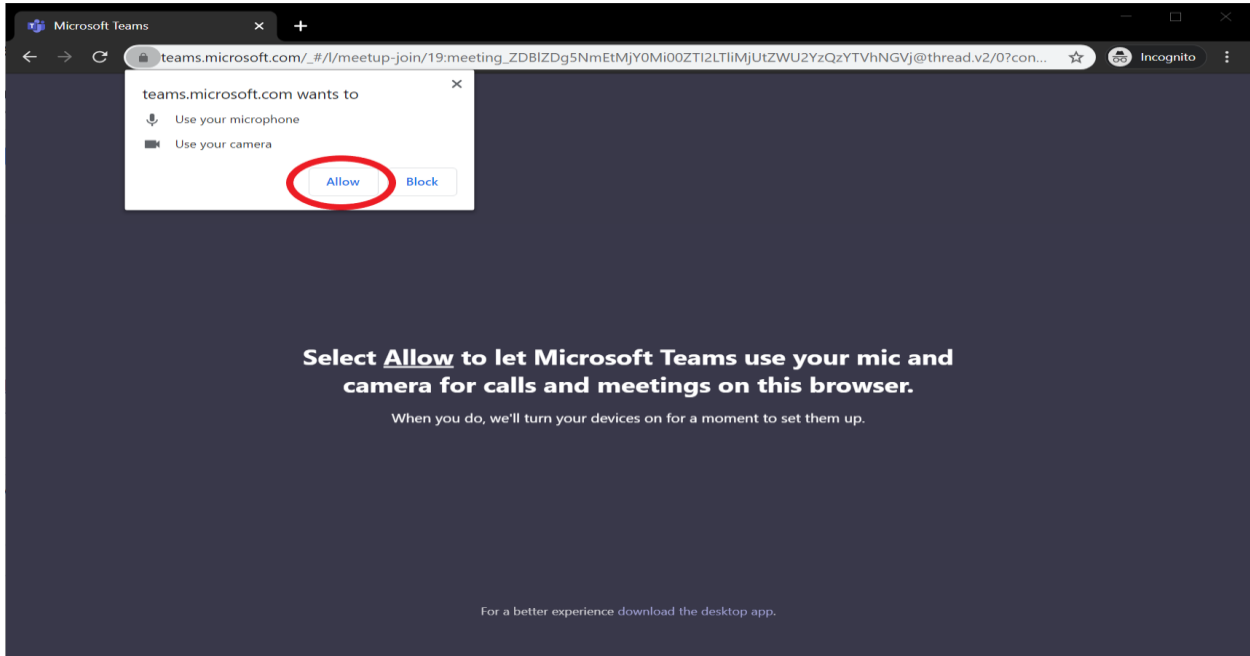 Microsoft Teams
teams.microsoft.com/_#/l/meetup-join/19:meeting_ZDBlZDg5NmEtMjY0Mi00ZTI2LTliMjUtZWU2YzQzYTVhNGVj@thread.v2/0?con... Incognito
teams.microsoft.com wants to
Use your microphone
Use your camera
Allow Block
Select Allow to let Microsoft Teams use your mic and
camera for calls and meetings on this browser.
When you do, we'll turn your devices on for a moment to set them up.
For a better experience download the desktop app.